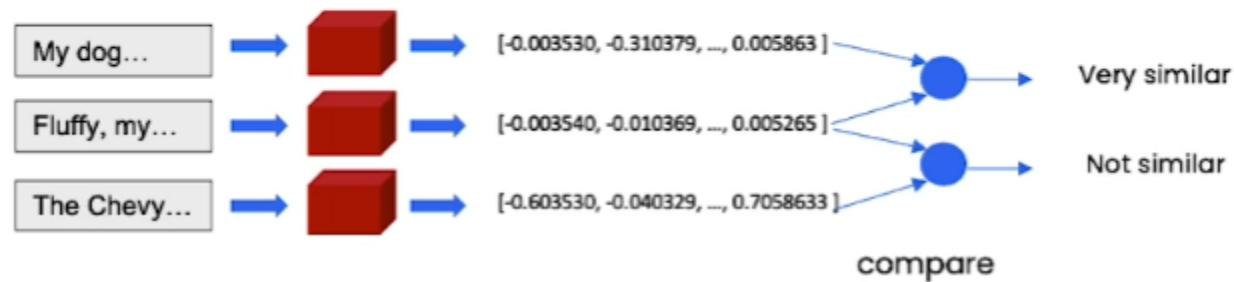 My dog...
[-0.003530, -0.310379, ..., 0.005863 ]
Very similar
Fluffy, my...
[-0.003540, -0.010369, ..., 0.005265 ]
Not similar
The Chevy...
[-0.603530, -0.040329, ..., 0.7058633 ]
compare